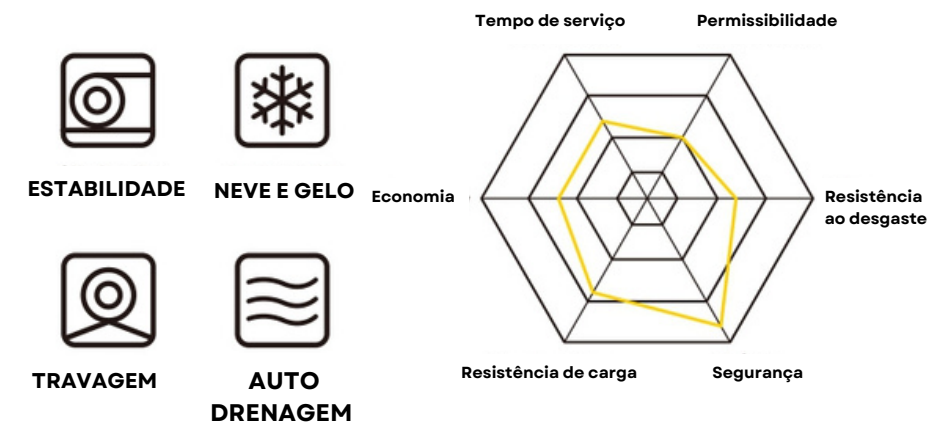 ESTABILIDADE
NEVE E GELO
TRAVAGEM
AUTO
DRENAGEM
Tempo de serviço
Permissibilidade
Economia
Resistência
ao desgaste
Resistência de carga
Segurança